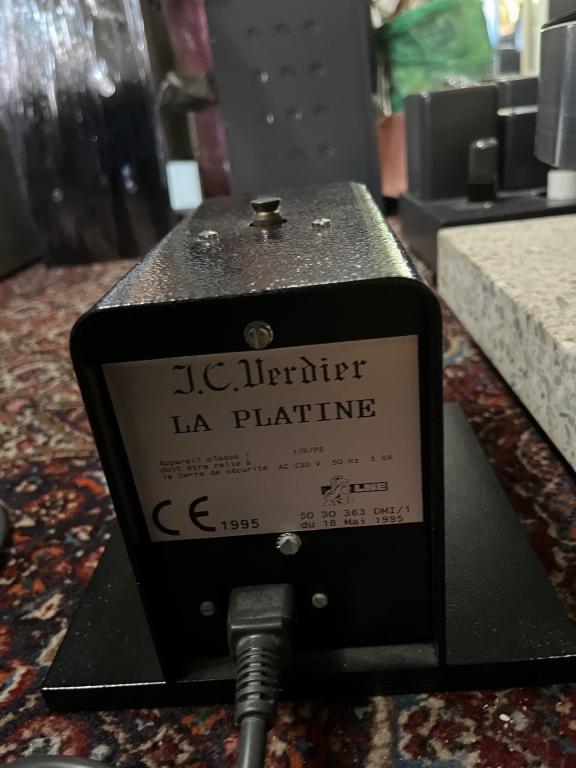 J.C.Verdier
LA PLATINE
1/N/PE
Appareil classe 1
doit être relié à
la terre de sécurité
AC 230 V 50 Hz 5 VA
LNE
CE 1995
50 30 363 DMI/1
du 18 Mai 1995